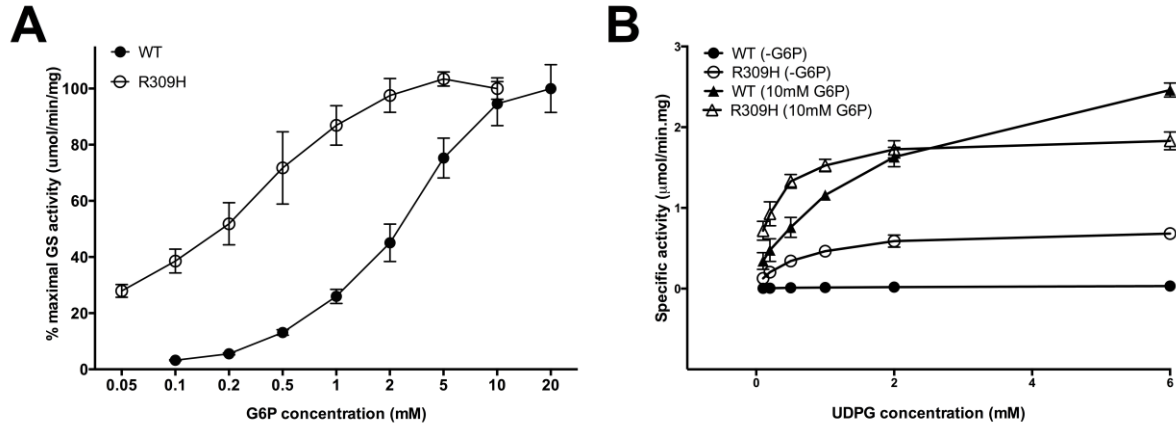 A
WT
R309H
% maximal GS activity (umol/min/mg)
100
80
60
40
20
0
0.05 0.1 0.2 0.5 1 2 5 10 20
G6P concentration (mM)
B
WT (-G6P)
R309H (-G6P)
WT (10mM G6P)
R309H (10mM G6P)
Specific activity (μmol/min.mg)
3
2
1
0
0 2 4 6
UDPG concentration (mM)